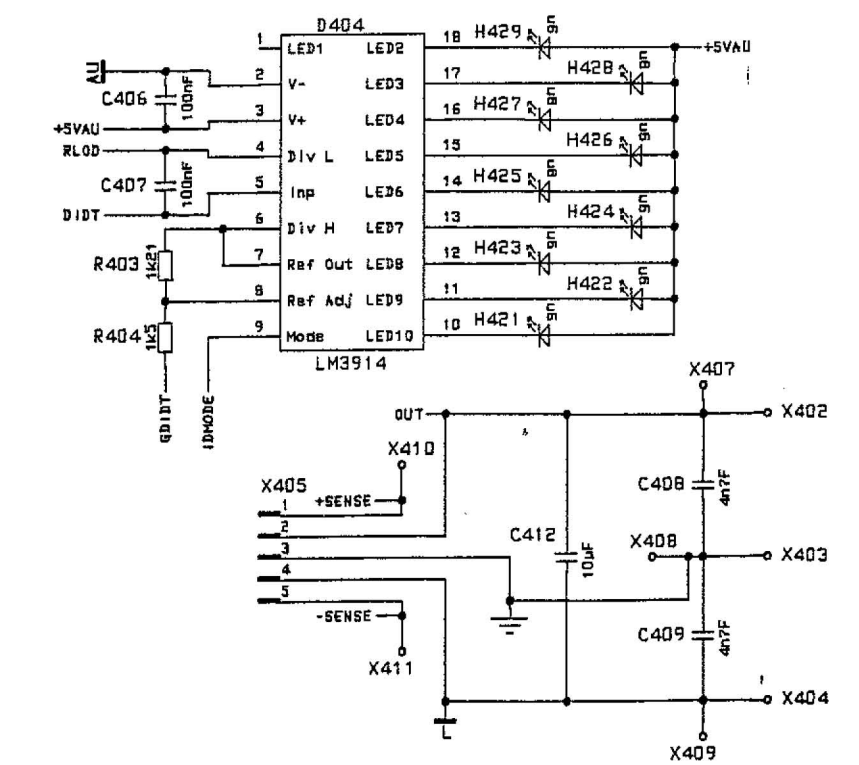 D404
1 LED1 LED2 18 H429 gn +5VAU
AU
2 V- LED3 17 H428 gn
C406 100nF
3 V+ LED4 16 H427 gn
+5VAU
RLOD
4 Div L LED5 15 H426 gn
C407 100nF
5 Inp LED6 14 H425 gn
DIDT
6 Div H LED7 13 H424 gn
R403 1k21
7 Ref Out LED8 12 H423 gn
8 Ref Adj LED9 11 H422 gn
R404 1k5
9 Mode LED10 10 H421 gn
LM3914
GDIDT
IDMODE
X407
OUT
X402
X410
X405
+SENSE
C408 4n7F
1
2
3
4
5
C412 10µF
X408
X403
-SENSE
C409 4n7F
X411
X404
L
X409